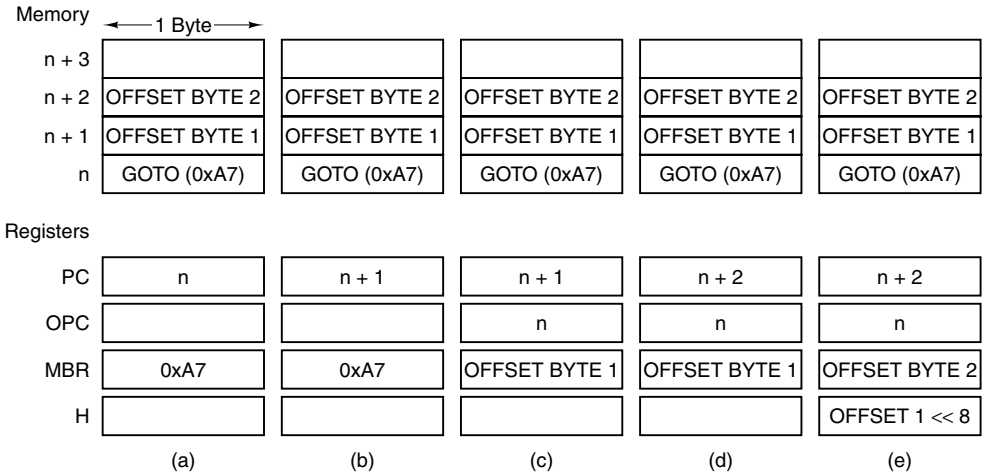 Memory
1 Byte
n + 3
n + 2 OFFSET BYTE 2 OFFSET BYTE 2 OFFSET BYTE 2 OFFSET BYTE 2 OFFSET BYTE 2
n + 1 OFFSET BYTE 1 OFFSET BYTE 1 OFFSET BYTE 1 OFFSET BYTE 1 OFFSET BYTE 1
n GOTO (0xA7) GOTO (0xA7) GOTO (0xA7) GOTO (0xA7) GOTO (0xA7)
Registers
PC n n + 1 n + 1 n + 2 n + 2
OPC n n n
MBR 0xA7 0xA7 OFFSET BYTE 1 OFFSET BYTE 1 OFFSET BYTE 2
H OFFSET 1 << 8
(a) (b) (c) (d) (e)